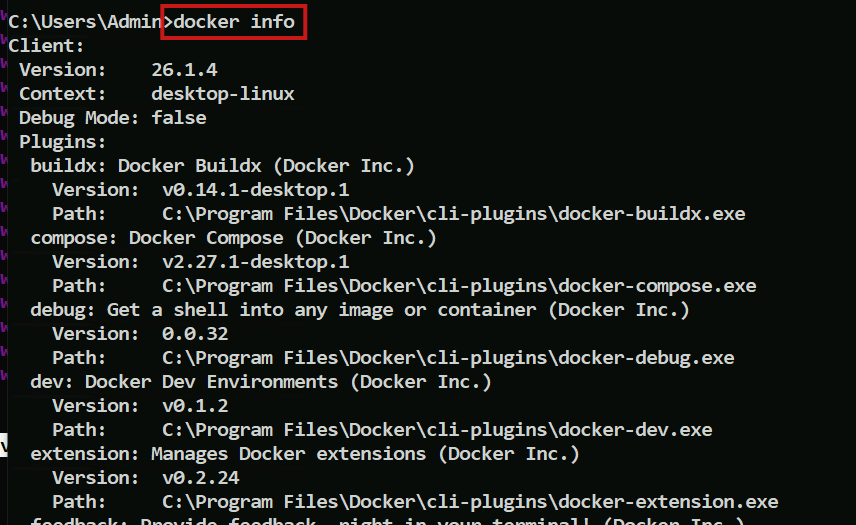 C:\Users\Admin>docker info
Client:
 Version:    26.1.4
 Context:    desktop-linux
 Debug Mode: false
 Plugins:
  buildx: Docker Buildx (Docker Inc.)
    Version:  v0.14.1-desktop.1
    Path:     C:\Program Files\Docker\cli-plugins\docker-buildx.exe
  compose: Docker Compose (Docker Inc.)
    Version:  v2.27.1-desktop.1
    Path:     C:\Program Files\Docker\cli-plugins\docker-compose.exe
  debug: Get a shell into any image or container (Docker Inc.)
    Version:  0.0.32
    Path:     C:\Program Files\Docker\cli-plugins\docker-debug.exe
  dev: Docker Dev Environments (Docker Inc.)
    Version:  v0.1.2
    Path:     C:\Program Files\Docker\cli-plugins\docker-dev.exe
  extension: Manages Docker extensions (Docker Inc.)
    Version:  v0.2.24
    Path:     C:\Program Files\Docker\cli-plugins\docker-extension.exe
  feedback: Provide feedback, right in your terminal! (Docker Inc.)